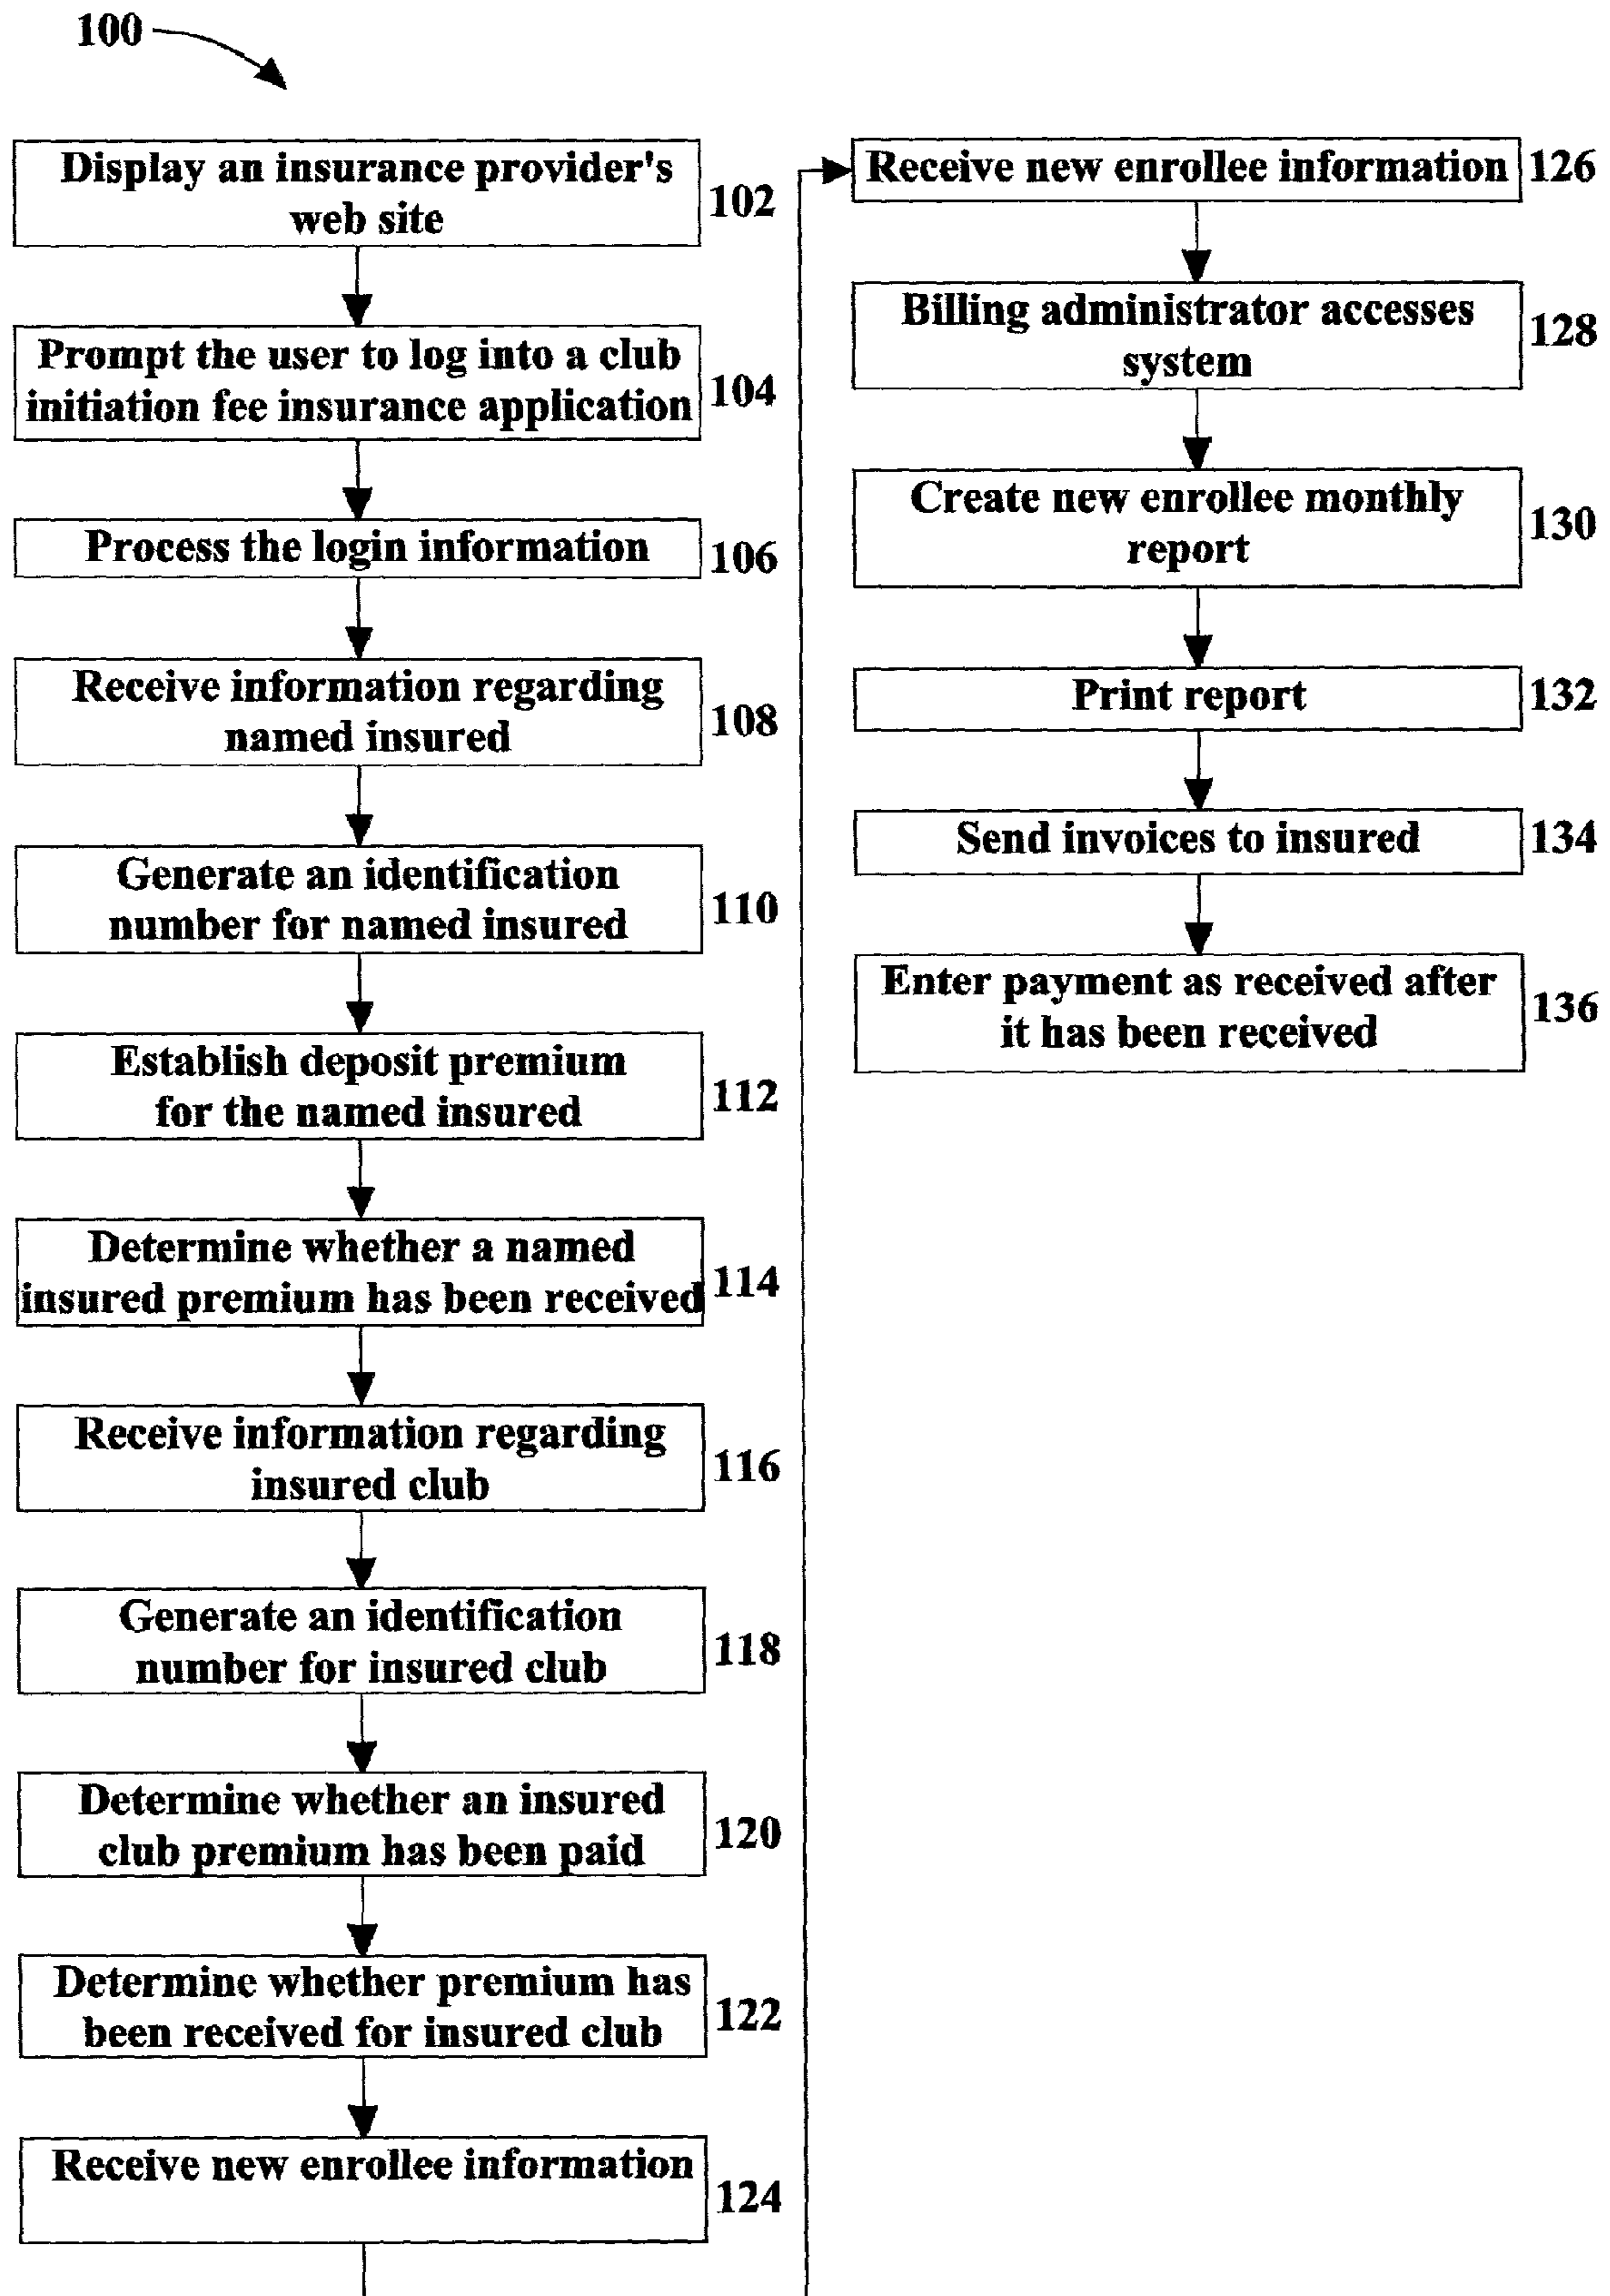 100
Display an insurance provider's
web site
102
Prompt the user to log into a club
initiation fee insurance application
104
Process the login information
106
Receive information regarding
named insured
108
Generate an identification
number for named insured
110
Establish deposit premium
for the named insured
112
Determine whether a named
insured premium has been received
114
Receive information regarding
insured club
116
Generate an identification
number for insured club
118
Determine whether an insured
club premium has been paid
120
Determine whether premium has
been received for insured club
122
Receive new enrollee information
124
Receive new enrollee information
126
Billing administrator accesses
system
128
Create new enrollee monthly
report
130
Print report
132
Send invoices to insured
134
Enter payment as received after
it has been received
136